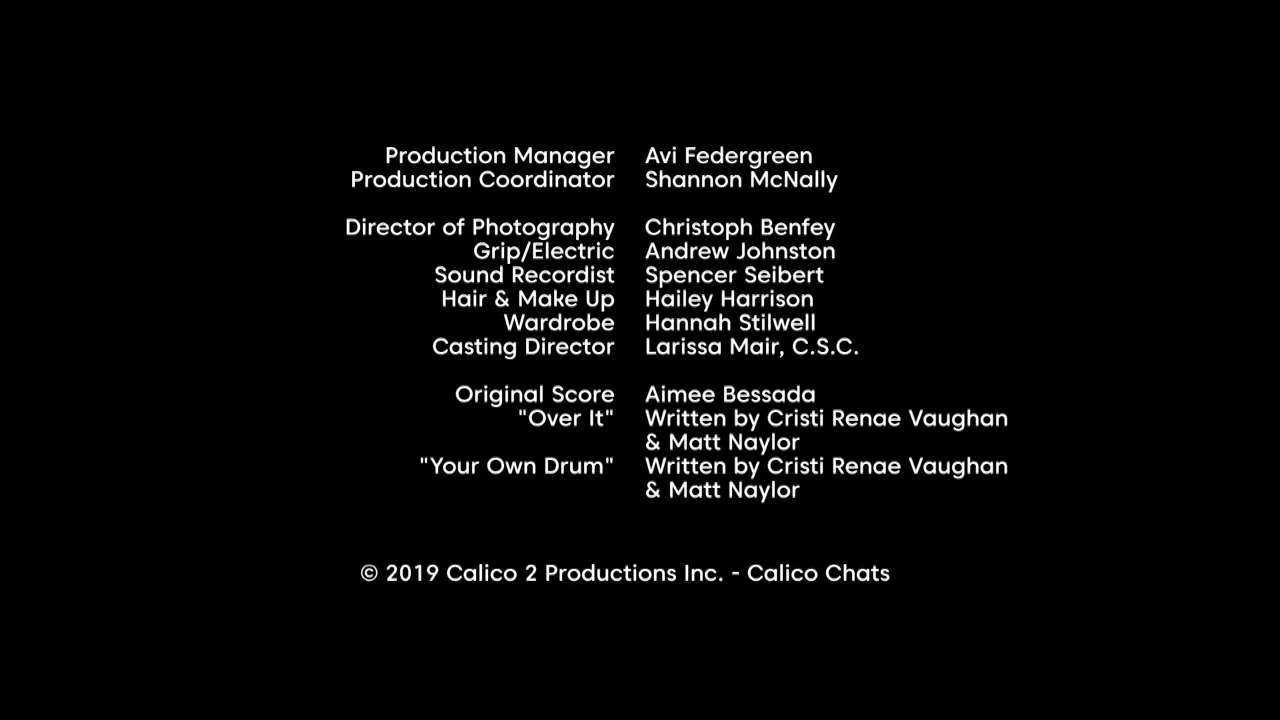 Production Manager Avi Federgreen
Production Coordinator Shannon McNally
Director of Photography Christoph Benfey
Grip/Electric Andrew Johnston
Sound Recordist Spencer Seibert
Hair & Make Up Hailey Harrison
Wardrobe Hannah Stilwell
Casting Director Larissa Mair, C.S.C.
Original Score Aimee Bessada
"Over It" Written by Cristi Renae Vaughan
& Matt Naylor
"Your Own Drum" Written by Cristi Renae Vaughan
& Matt Naylor
© 2019 Calico 2 Productions Inc. - Calico Chats